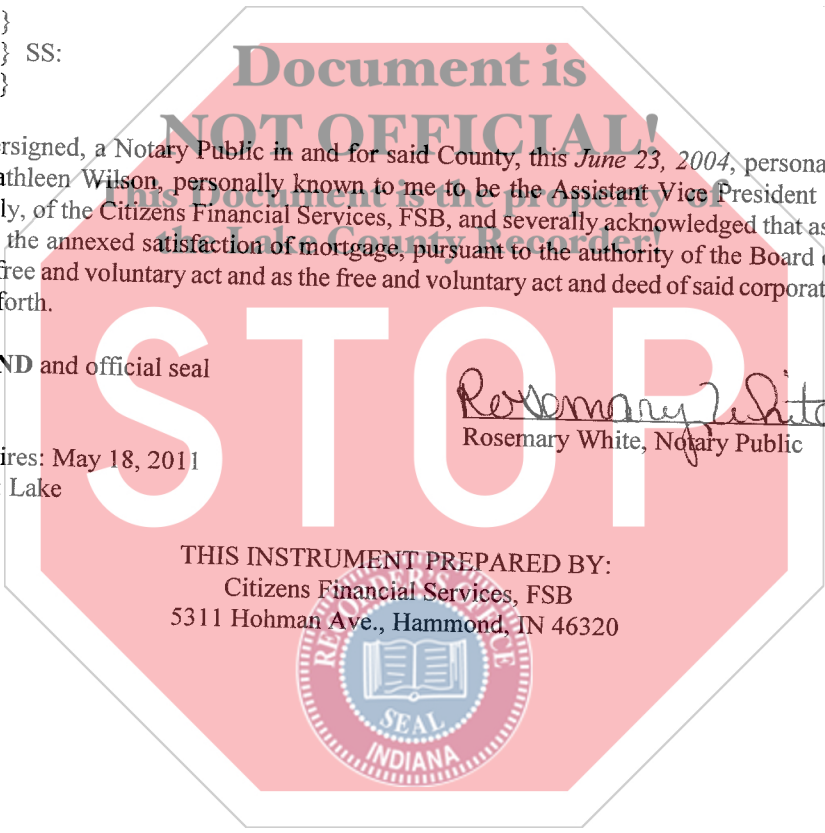 }
} SS:
}
Document is
NOT OFFICIAL!
This Document is the property of
the Lake County Recorder!
rsigned, a Notary Public in and for said County, this June 23, 2004, persona
athleen Wilson, personally known to me to be the Assistant Vice President
ly, of the Citizens Financial Services, FSB, and severally acknowledged that as
the annexed satisfaction of mortgage, pursuant to the authority of the Board
free and voluntary act and as the free and voluntary act and deed of said corporat
forth.
STOP
ND and official seal
Rosemary White
Rosemary White, Notary Public
ires: May 18, 2011
Lake
THIS INSTRUMENT PREPARED BY:
Citizens Financial Services, FSB
5311 Hohman Ave., Hammond, IN 46320
RECORDER'S OFFICE
SEAL
INDIANA